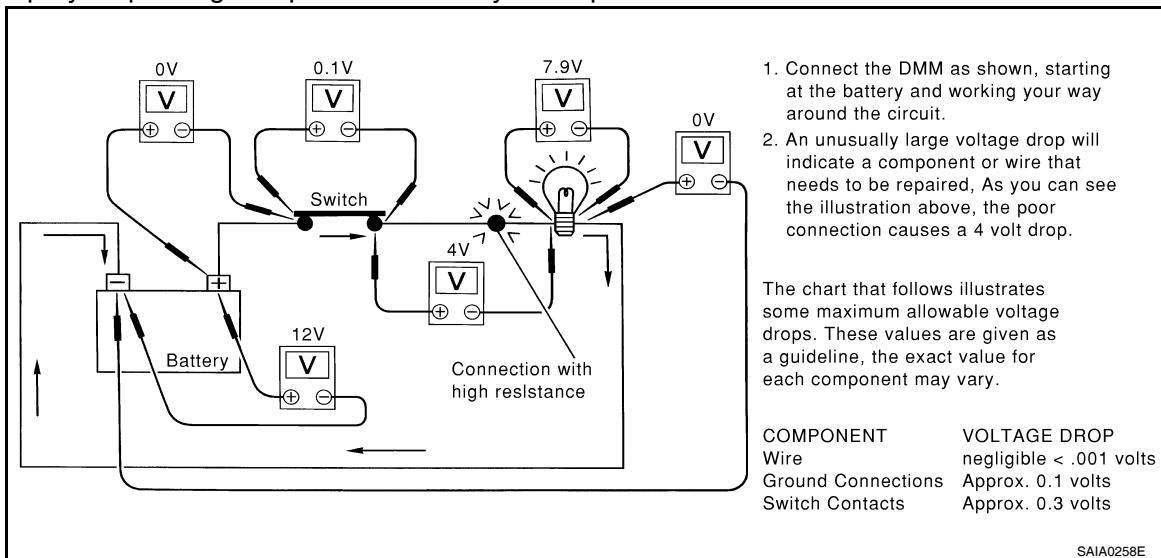 0V
0.1V
7.9V
0V
V
V
V
V
Switch
4V
V
12V
V
Battery
Connection with
high resIstance
1. Connect the DMM as shown, starting
at the battery and working your way
around the circuit.
2. An unusually large voltage drop will
indicate a component or wire that
needs to be repaired, As you can see
the illustration above, the poor
connection causes a 4 volt drop.
The chart that follows illustrates
some maximum allowable voltage
drops. These values are given as
a guideline, the exact value for
each component may vary.
COMPONENT VOLTAGE DROP
Wire negligible < .001 volts
Ground Connections Approx. 0.1 volts
Switch Contacts Approx. 0.3 volts
SAIA0258E